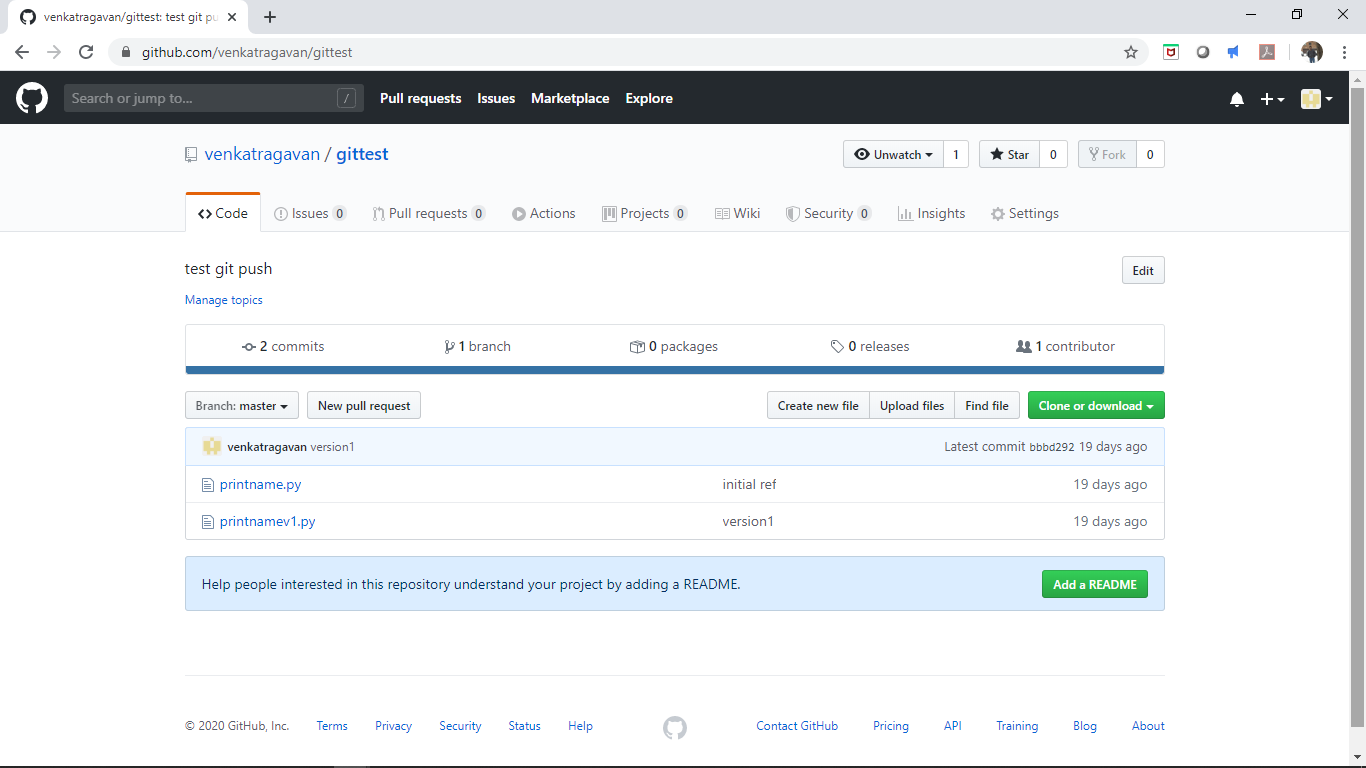 venkatragavan/gittest: test git pu
github.com/venkatragavan/gittest
Search or jump to... / Pull requests Issues Marketplace Explore
venkatragavan / gittest Unwatch 1 Star 0 Fork 0
Code Issues 0 Pull requests 0 Actions Projects 0 Wiki Security 0 Insights Settings
test git push Edit
Manage topics
2 commits 1 branch 0 packages 0 releases 1 contributor
Branch: master New pull request Create new file Upload files Find file Clone or download
venkatragavan version1 Latest commit bbbd292 19 days ago
printname.py initial ref 19 days ago
printnamev1.py version1 19 days ago
Help people interested in this repository understand your project by adding a README. Add a README
© 2020 GitHub, Inc. Terms Privacy Security Status Help Contact GitHub Pricing API Training Blog About